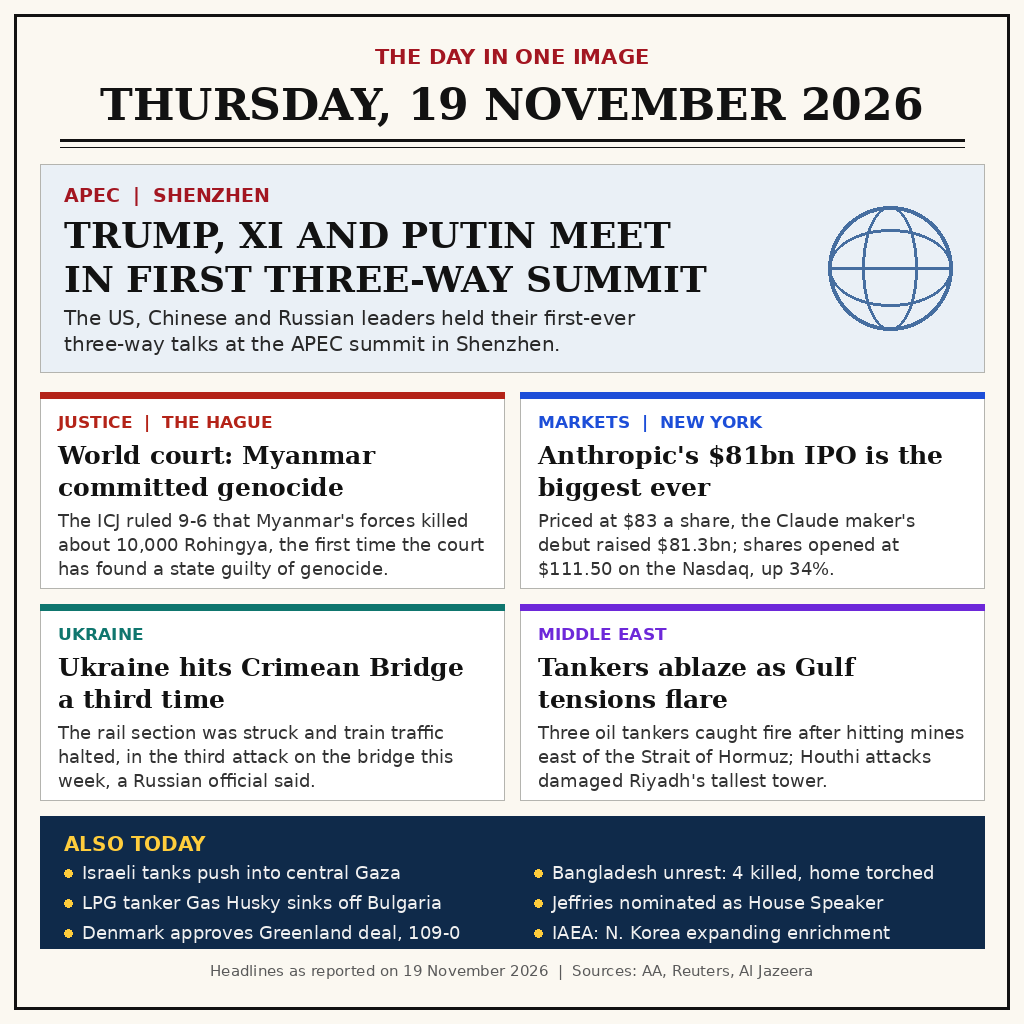 THE DAY IN ONE IMAGE
THURSDAY, 19 NOVEMBER 2026
APEC | SHENZHEN
TRUMP, XI AND PUTIN MEET
IN FIRST THREE-WAY SUMMIT
The US, Chinese and Russian leaders held their first-ever
three-way talks at the APEC summit in Shenzhen.
JUSTICE | THE HAGUE
World court: Myanmar
committed genocide
The ICJ ruled 9-6 that Myanmar's forces killed
about 10,000 Rohingya, the first time the court
has found a state guilty of genocide.
MARKETS | NEW YORK
Anthropic's $81bn IPO is the
biggest ever
Priced at $83 a share, the Claude maker's
debut raised $81.3bn; shares opened at
$111.50 on the Nasdaq, up 34%.
UKRAINE
Ukraine hits Crimean Bridge
a third time
The rail section was struck and train traffic
halted, in the third attack on the bridge this
week, a Russian official said.
MIDDLE EAST
Tankers ablaze as Gulf
tensions flare
Three oil tankers caught fire after hitting mines
east of the Strait of Hormuz; Houthi attacks
damaged Riyadh's tallest tower.
ALSO TODAY
Israeli tanks push into central Gaza
LPG tanker Gas Husky sinks off Bulgaria
Denmark approves Greenland deal, 109-0
Bangladesh unrest: 4 killed, home torched
Jeffries nominated as House Speaker
IAEA: N. Korea expanding enrichment
Headlines as reported on 19 November 2026 | Sources: AA, Reuters, Al Jazeera